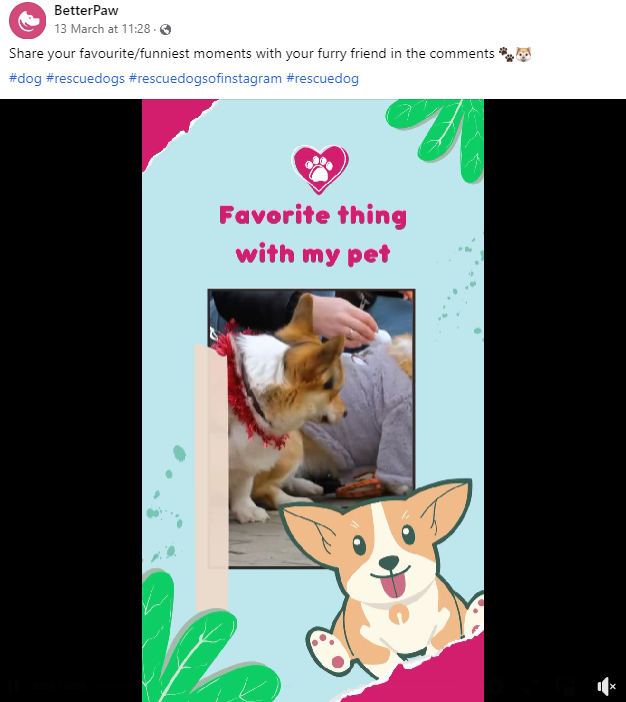 BetterPaw
13 March at 11:28 ·
Share your favourite/funniest moments with your furry friend in the comments 🐾🐕
#dog #rescuedogs #rescuedogsofinstagram #rescuedog
Favorite thing
with my pet